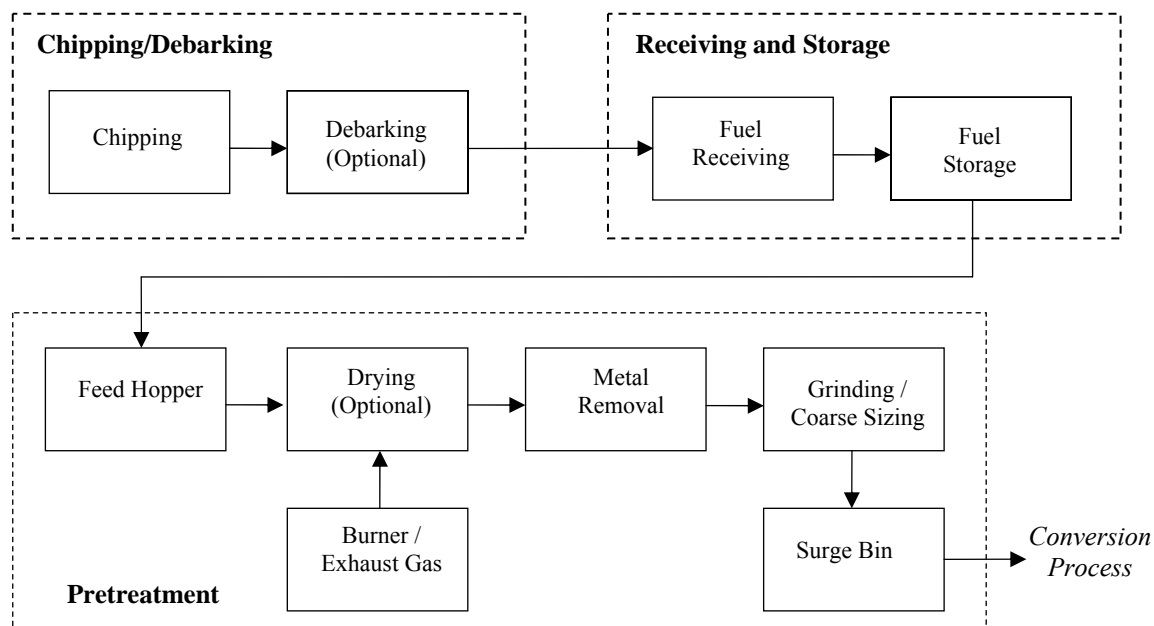 Chipping/Debarking
Chipping
Debarking
(Optional)
Receiving and Storage
Fuel
Receiving
Fuel
Storage
Feed Hopper
Drying
(Optional)
Metal
Removal
Grinding /
Coarse Sizing
Burner /
Exhaust Gas
Surge Bin
Conversion
Process
Pretreatment